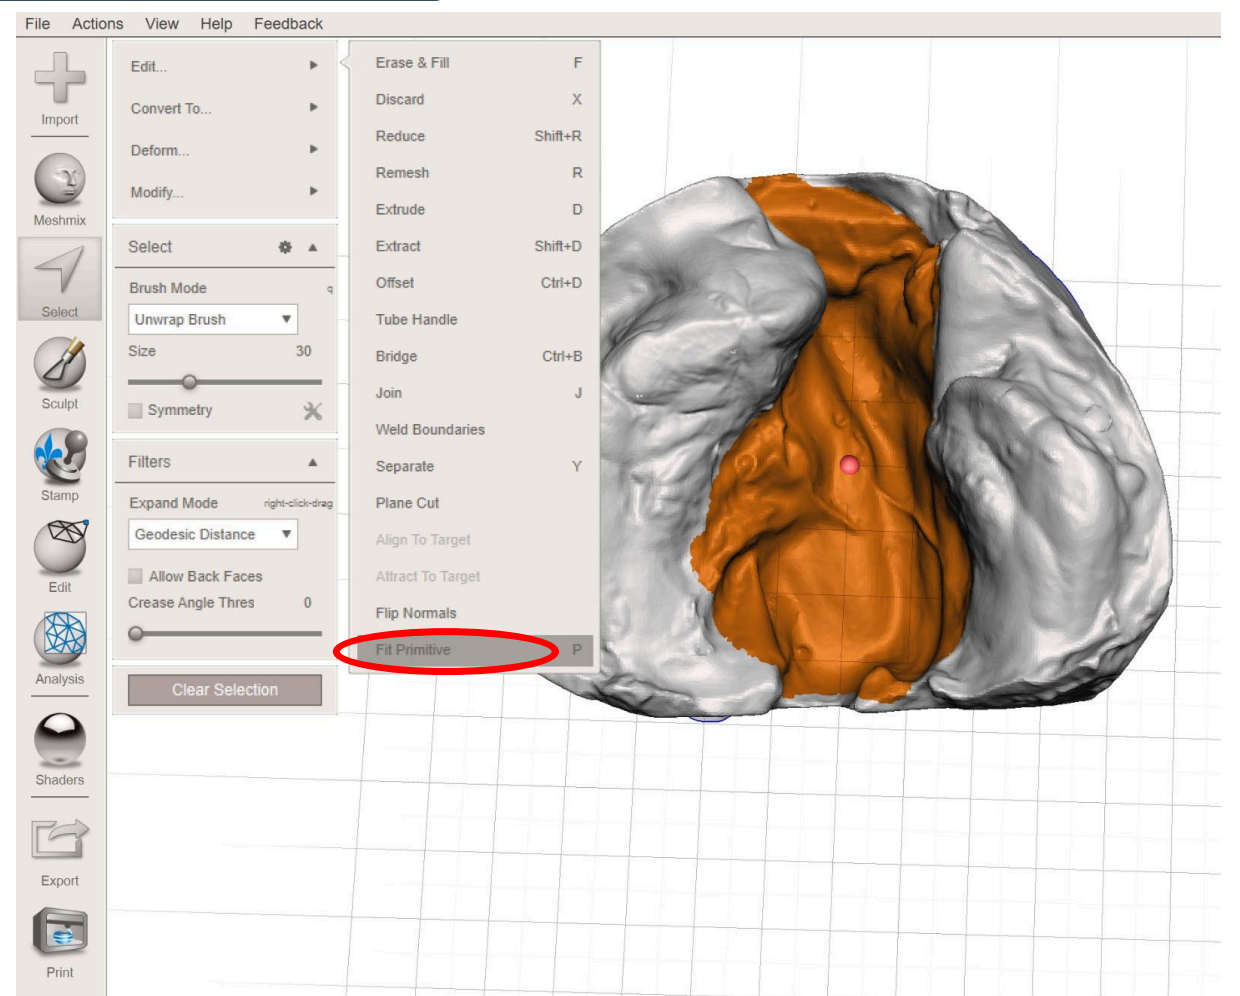 File Actions View Help Feedback
Import
Meshmix
Select
Sculpt
Stamp
Edit
Analysis
Shaders
Export
Print
Edit...
Convert To...
Deform...
Modify...
Select
Brush Mode q
Unwrap Brush
Size 30
Symmetry
Filters
Expand Mode right-click-drag
Geodesic Distance
Allow Back Faces
Crease Angle Thres 0
Clear Selection
Erase & Fill F
Discard X
Reduce Shift+R
Remesh R
Extrude D
Extract Shift+D
Offset Ctrl+D
Tube Handle
Bridge Ctrl+B
Join J
Weld Boundaries
Separate Y
Plane Cut
Align To Target
Attract To Target
Flip Normals
Fit Primitive P